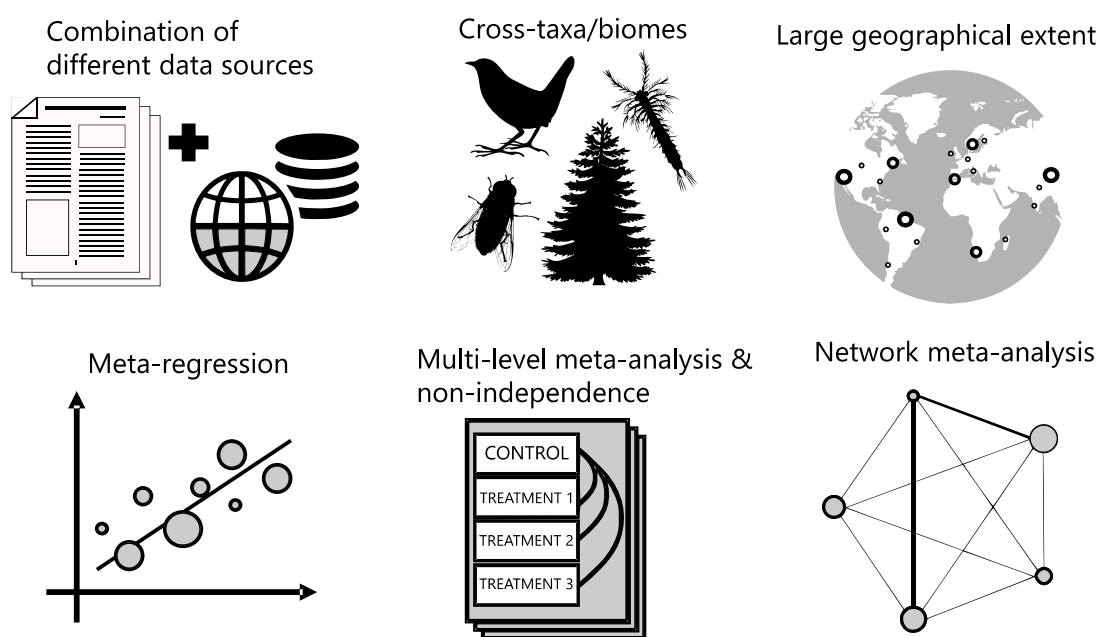 Combination of
different data sources
Cross-taxa/biomes
Large geographical extent
Meta-regression
Multi-level meta-analysis &
non-independence
Network meta-analysis
CONTROL
TREATMENT 1
TREATMENT 2
TREATMENT 3